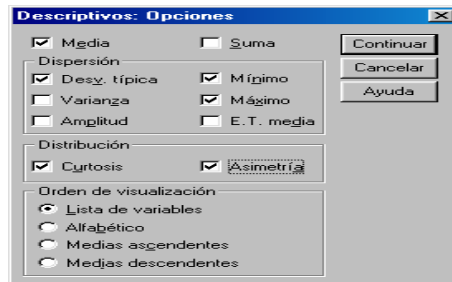 Descriptivos: Opciones
Media Suma Continuar
Dispersión Cancelar
Desv. típica Mínimo Ayuda
Varianza Máximo
Amplitud E.T. media
Distribución
Curtosis Asimetría
Orden de visualización
Lista de variables
Alfabético
Medias ascendentes
Medias descendentes